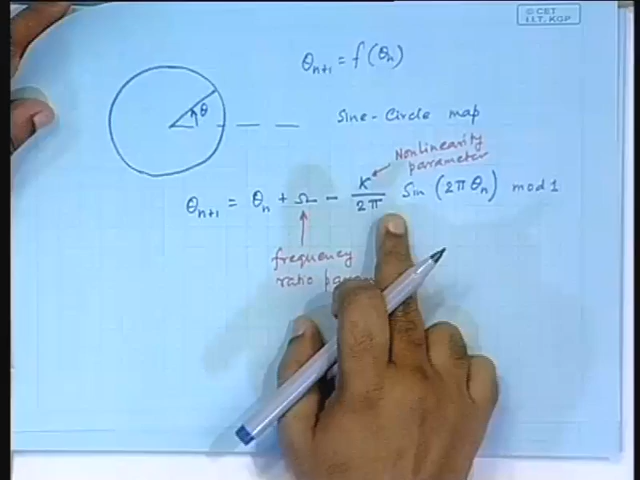 © CET
I.I.T. KGP
θₙ₊₁ = f(θₙ)
θ
Sine-Circle map
Nonlinearity
parameter
θₙ₊₁ = θₙ + Ω − K/2π Sin (2πθₙ) mod 1
frequency
ratio